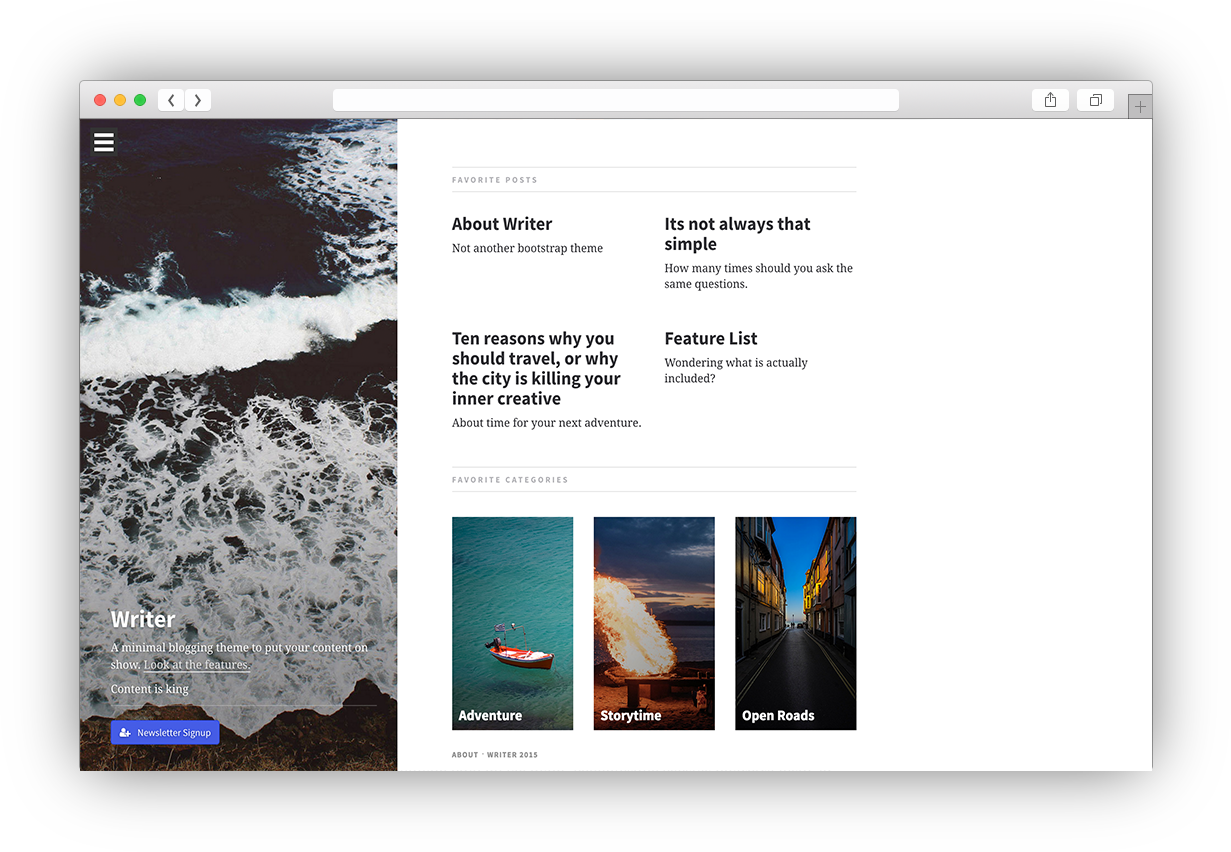 Writer
A minimal blogging theme to put your content on
show. Look at the features.
Content is king
Newsletter Signup
FAVORITE POSTS
About Writer
Not another bootstrap theme
Its not always that
simple
How many times should you ask the
same questions.
Ten reasons why you
should travel, or why
the city is killing your
inner creative
About time for your next adventure.
Feature List
Wondering what is actually
included?
FAVORITE CATEGORIES
Adventure
Storytime
Open Roads
ABOUT · WRITER 2015